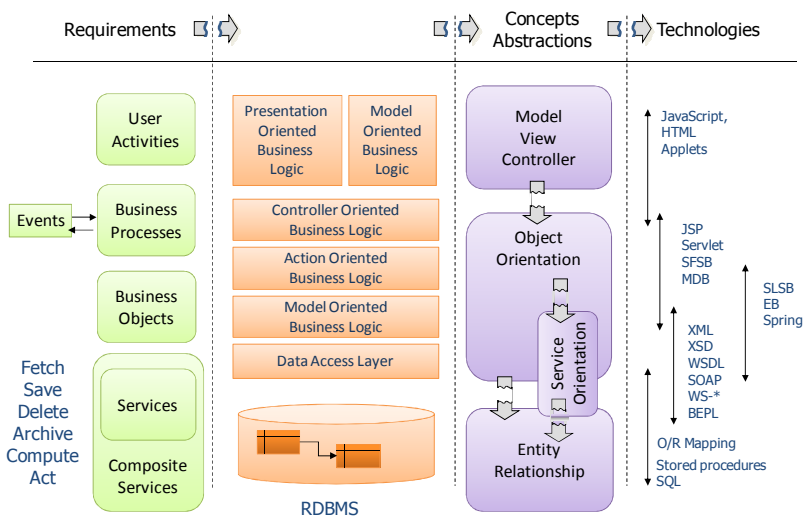 Requirements
Concepts
Abstractions
Technologies
User
Activities
Events
Business
Processes
Business
Objects
Fetch
Save
Delete
Archive
Compute
Act
Services
Composite
Services
Presentation
Oriented
Business
Logic
Model
Oriented
Business
Logic
Controller Oriented
Business Logic
Action Oriented
Business Logic
Model Oriented
Business Logic
Data Access Layer
RDBMS
Model
View
Controller
Object
Orientation
Service
Orientation
Entity
Relationship
JavaScript,
HTML
Applets
JSP
Servlet
SFSB
MDB
SLSB
EB
Spring
XML
XSD
WSDL
SOAP
WS-*
BEPL
O/R Mapping
Stored procedures
SQL